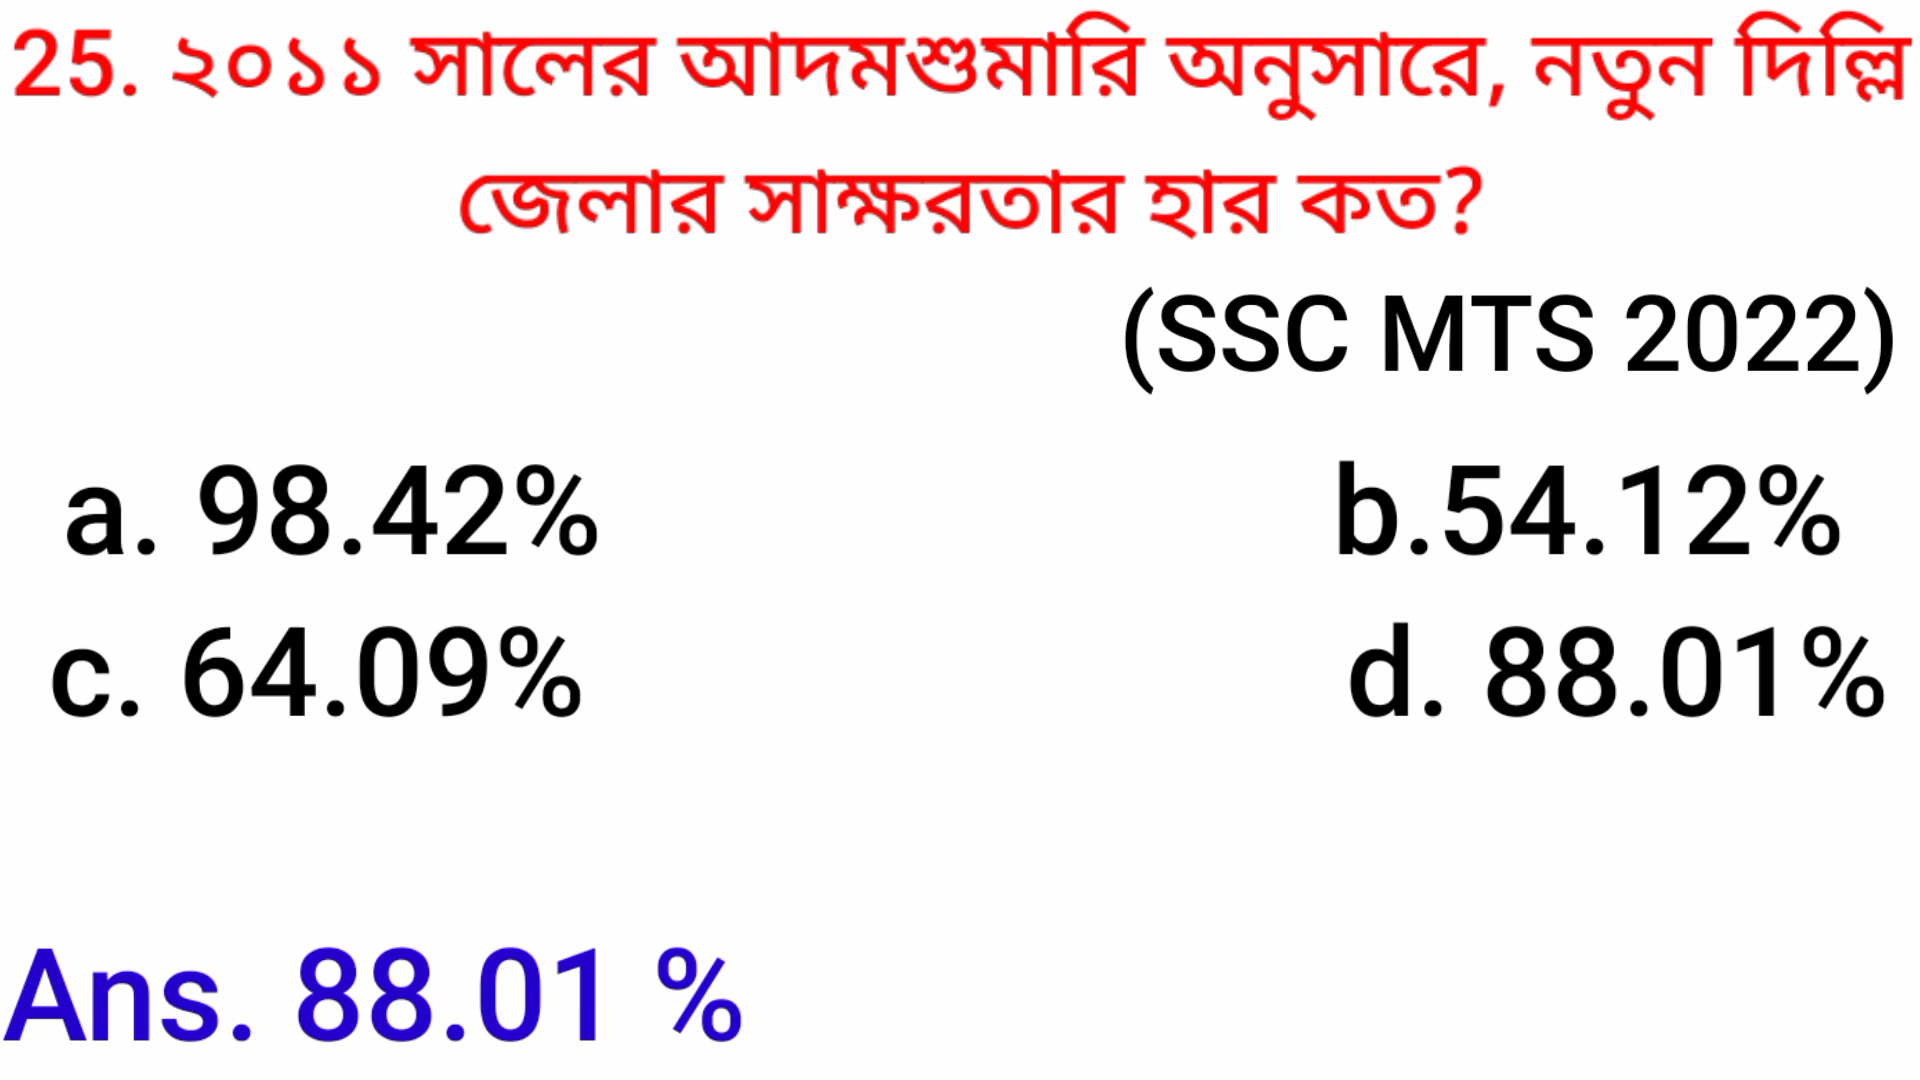 25. ২০১১ সালের আদমশুমারি অনুসারে, নতুন দিল্লি
জেলার সাক্ষরতার হার কত?
(SSC MTS 2022)
a. 98.42% b.54.12%
c. 64.09% d. 88.01%
Ans. 88.01 %